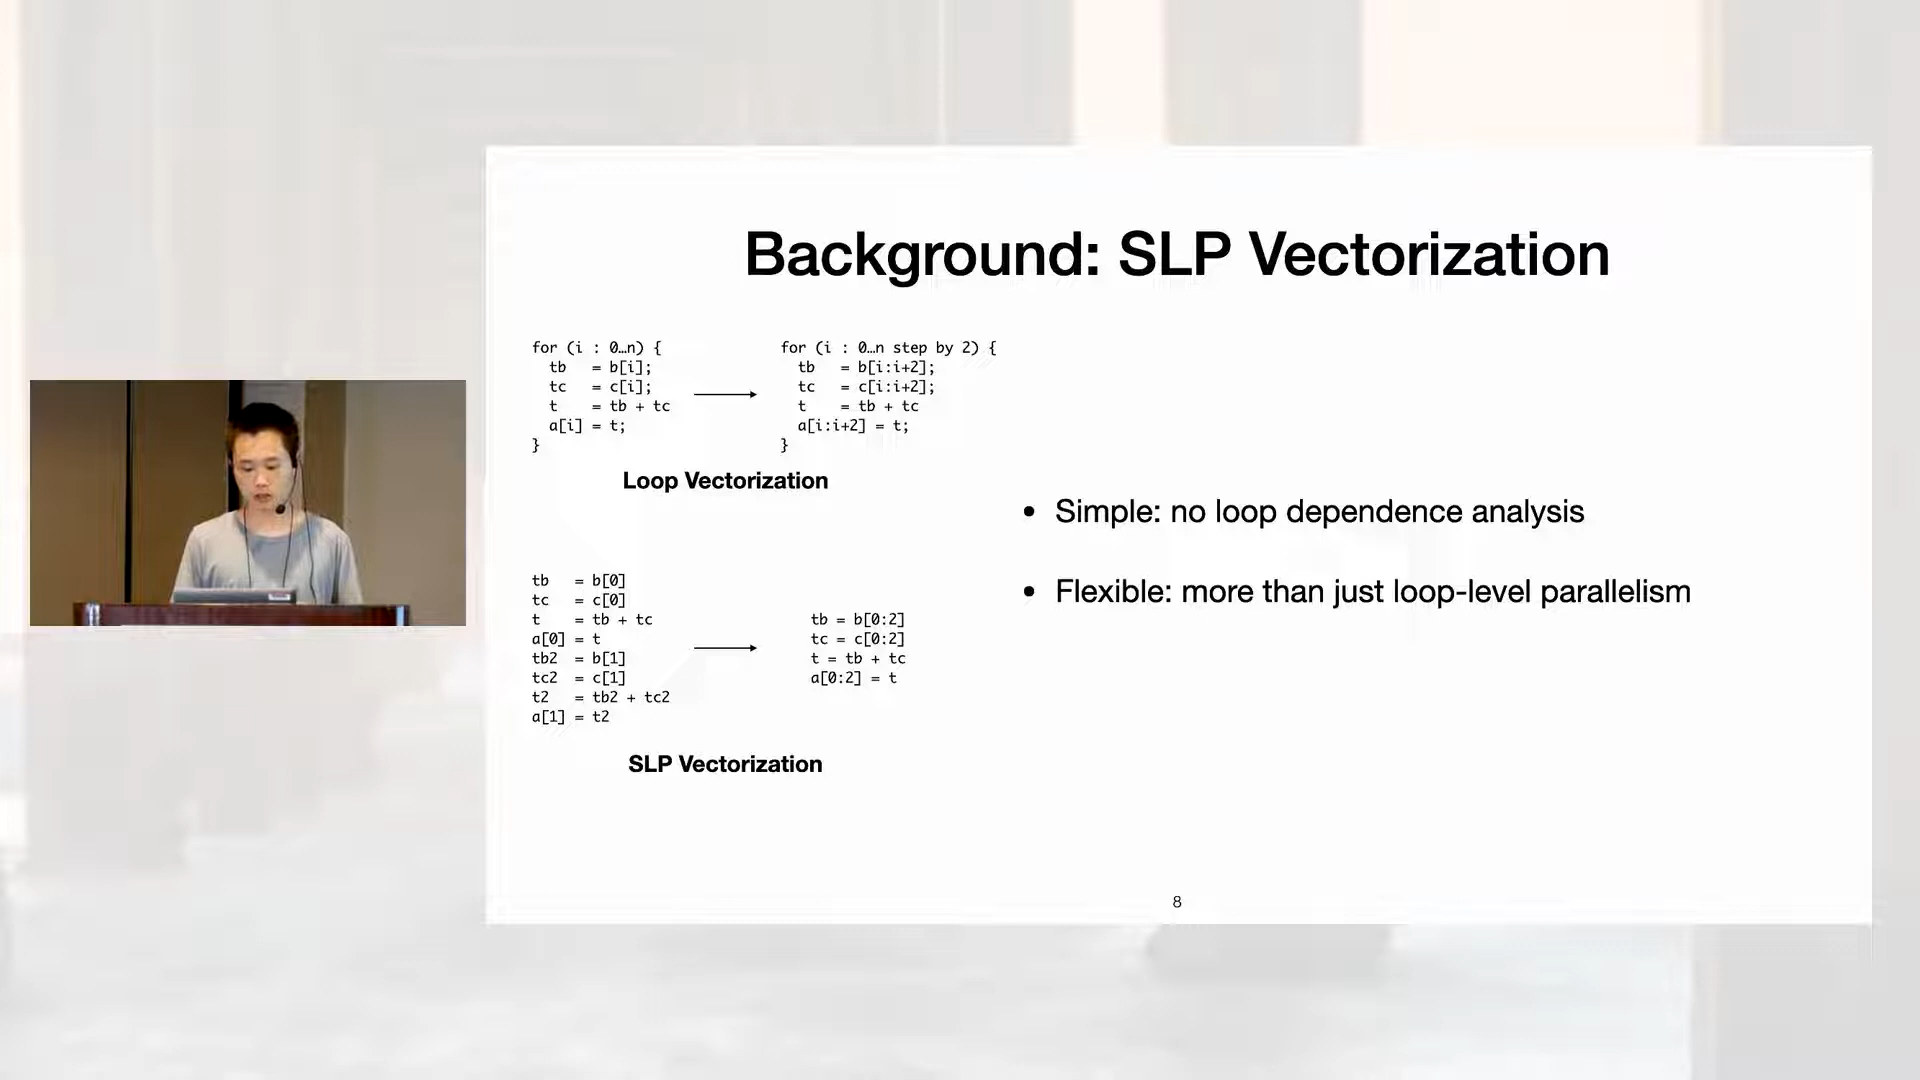 Background: SLP Vectorization
for (i : 0…n) {
  tb   = b[i];
  tc   = c[i];
  t    = tb + tc
  a[i] = t;
}
for (i : 0…n step by 2) {
  tb   = b[i:i+2];
  tc   = c[i:i+2];
  t    = tb + tc
  a[i:i+2] = t;
}
Loop Vectorization
tb   = b[0]
tc   = c[0]
t    = tb + tc
a[0] = t
tb2  = b[1]
tc2  = c[1]
t2   = tb2 + tc2
a[1] = t2
tb = b[0:2]
tc = c[0:2]
t = tb + tc
a[0:2] = t
SLP Vectorization
• Simple: no loop dependence analysis
• Flexible: more than just loop-level parallelism
8